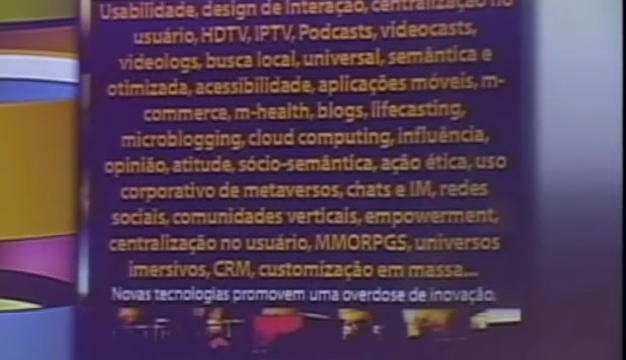 Usabilidade, design de interação, centralização no
usuário, HDTV, IPTV, Podcasts, videocasts,
videologs, busca local, universal, semântica e
otimizada, acessibilidade, aplicações móveis, m-
commerce, m-health, blogs, lifecasting,
microblogging, cloud computing, influência,
opinião, atitude, sócio-semântica, ação ética, uso
corporativo de metaversos, chats e IM, redes
sociais, comunidades verticais, empowerment,
centralização no usuário, MMORPGS, universos
imersivos, CRM, customização em massa...
Novas tecnologias promovem uma overdose de inovação.